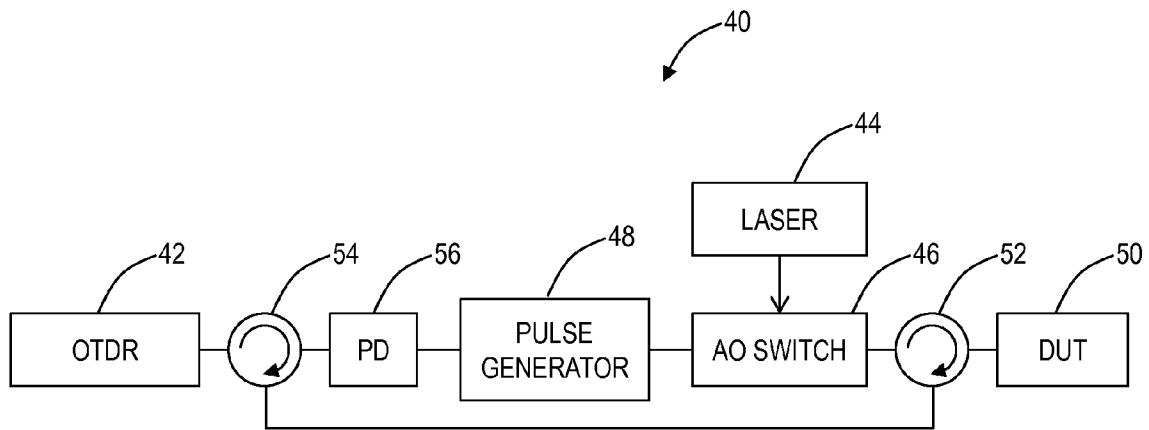 40
44
LASER
42
54
56
48
46
52
50
OTDR
PD
PULSE
GENERATOR
AO SWITCH
DUT